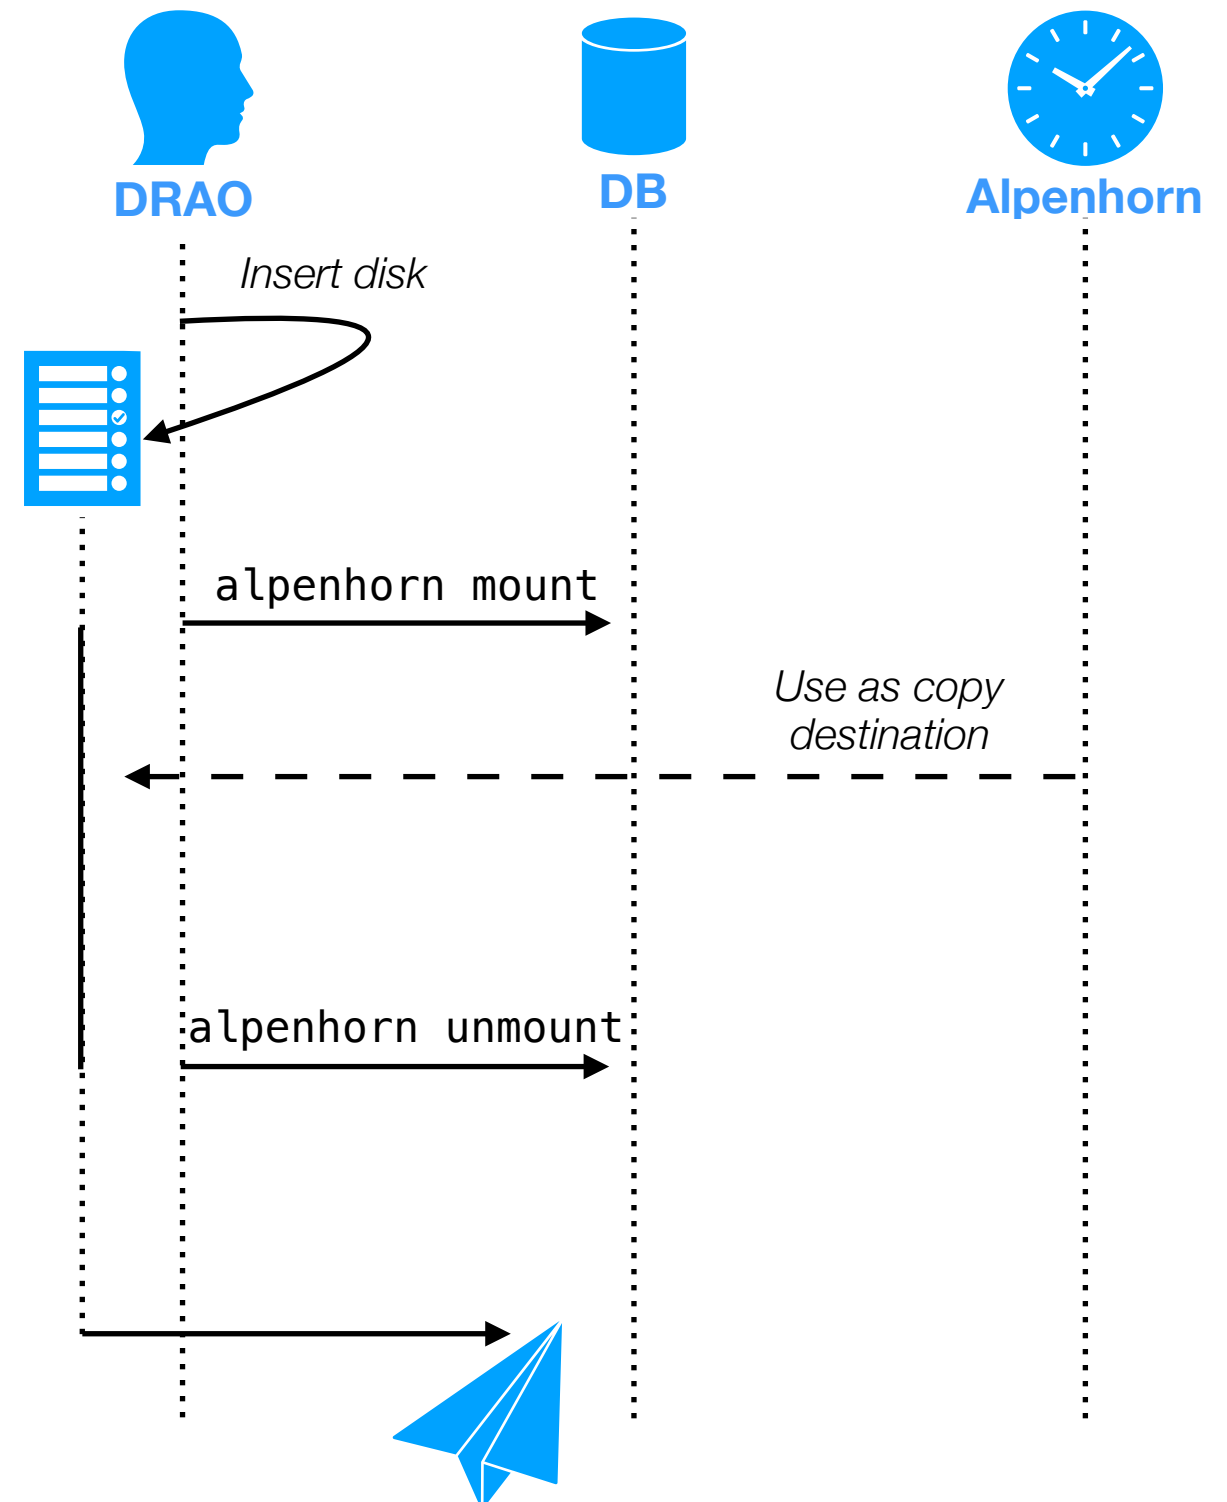 DRAO
DB
Alpenhorn
Insert disk
alpenhorn mount
Use as copy
destination
alpenhorn unmount